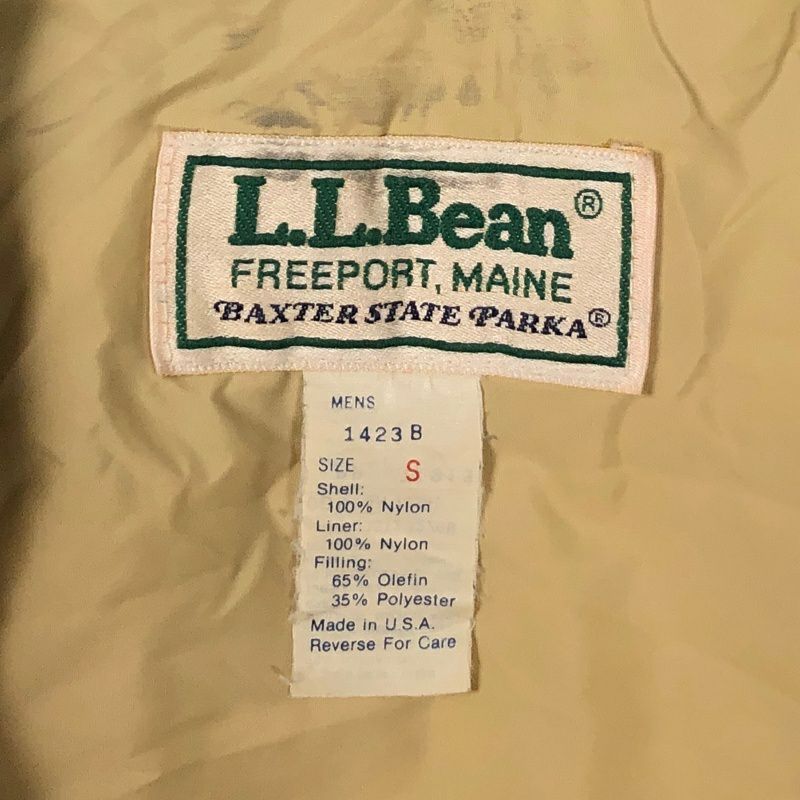 L.L.Bean®
FREEPORT, MAINE
BAXTER STATE PARKA®
MENS
1423 B
SIZE S
Shell:
100% Nylon
Liner:
100% Nylon
Filling:
65% Olefin
35% Polyester
Made in U.S.A.
Reverse For Care